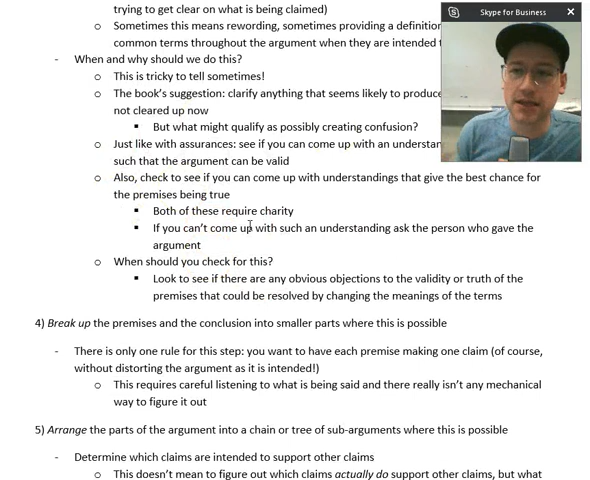 trying to get clear on what is being claimed)
o Sometimes this means rewording, sometimes providing a definition
common terms throughout the argument when they are intended
Skype for Business
- When and why should we do this?
o This is tricky to tell sometimes!
o The book's suggestion: clarify anything that seems likely to produce
not cleared up now
▪ But what might qualify as possibly creating confusion?
o Just like with assurances: see if you can come up with an
such that the argument can be valid
o Also, check to see if you can come up with understandings that give the best chance for
the premises being true
▪ Both of these require charity
▪ If you can't come up with such an understanding ask the person who gave the
argument
o When should you check for this?
▪ Look to see if there are any obvious objections to the validity or truth of the
premises that could be resolved by changing the meanings of the terms
4) Break up the premises and the conclusion into smaller parts where this is possible
- There is only one rule for this step: you want to have each premise making one claim (of course,
without distorting the argument as it is intended!)
o This requires careful listening to what is being said and there really isn't any mechanical
way to figure it out
5) Arrange the parts of the argument into a chain or tree of sub-arguments where this is possible
- Determine which claims are intended to support other claims
o This doesn't mean to figure out which claims actually do support other claims, but what